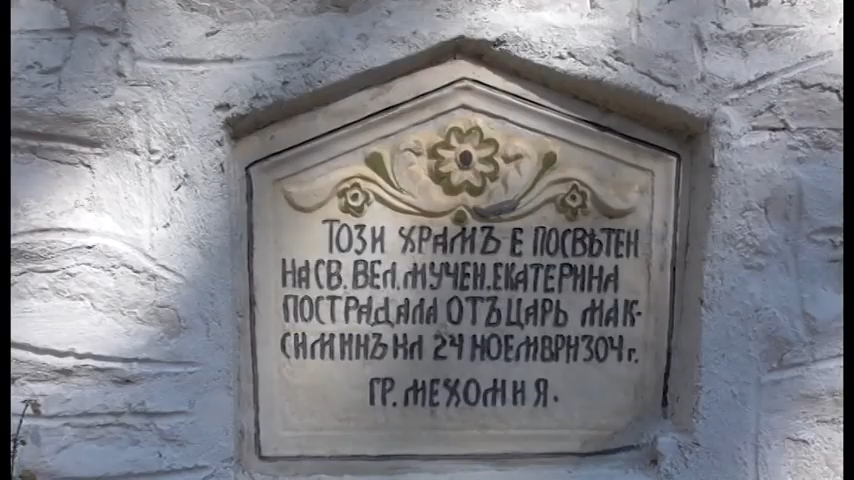 ТОЗИ ХРАМЪ Е ПОСВѢТЕН
НА СВ. ВЕЛ. МУЧЕН. ЕКАТЕРИНА
ПОСТРАДАЛА ОТЪ ЦАРЬ МАК-
СИМИНЪ НА 24 НОЕМВРИ 304 г.
ГР. МЕХОМИЯ.